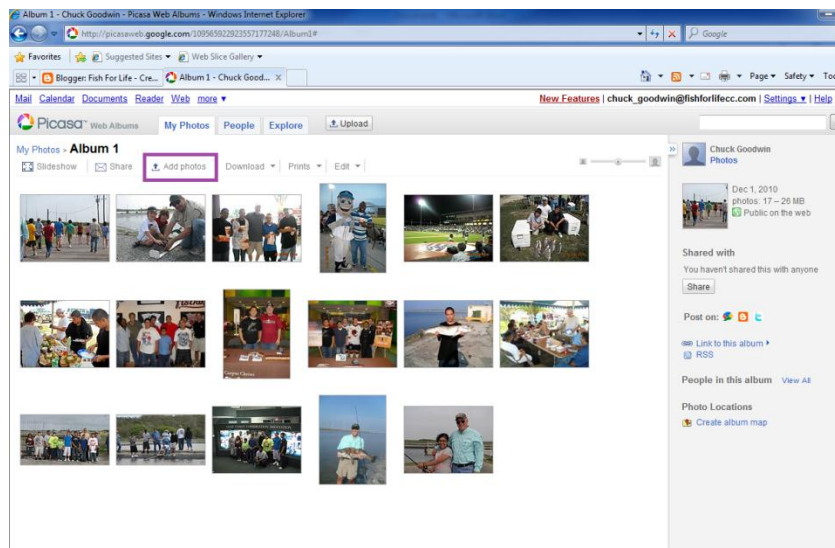 Album 1 - Chuck Goodwin - Picasa Web Albums - Windows Internet Explorer
http://picasaweb.google.com/109565922923557177248/Album1#
Google
Favorites Suggested Sites Web Slice Gallery
Blogger: Fish For Life - Cre... Album 1 - Chuck Good... X
Page Safety Too
Mail Calendar Documents Reader Web more
New Features | chuck_goodwin@fishforlifecc.com | Settings | Help
Picasa Web Albums My Photos People Explore Upload
My Photos > Album 1
Slideshow Share Add photos Download Prints Edit
Chuck Goodwin
Photos
Dec 1, 2010
photos: 17 – 26 MB
Public on the web
Shared with
You haven't shared this with anyone
Share
Post on:
Link to this album
RSS
People in this album View All
Photo Locations
Create album map